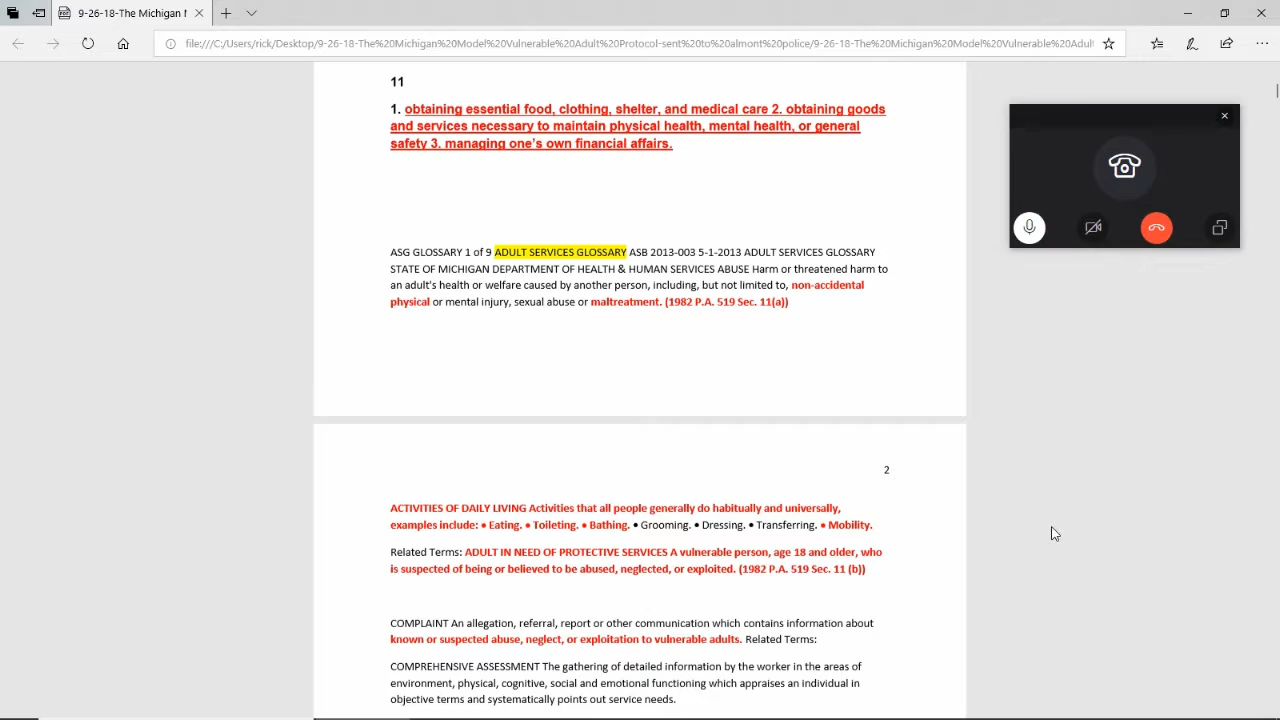 9-26-18-The Michigan M
file:///C:/Users/rick/Desktop/9-26-18-The%20Michigan%20Model%20Vulnerable%20Adult%20Protocol-sent%20to%20almont%20police/9-26-18-The%20Michigan%20Model%20Vulnerable%20Adul
11
1. obtaining essential food, clothing, shelter, and medical care 2. obtaining goods
and services necessary to maintain physical health, mental health, or general
safety 3. managing one's own financial affairs.
ASG GLOSSARY 1 of 9 ADULT SERVICES GLOSSARY ASB 2013-003 5-1-2013 ADULT SERVICES GLOSSARY
STATE OF MICHIGAN DEPARTMENT OF HEALTH & HUMAN SERVICES ABUSE Harm or threatened harm to
an adult's health or welfare caused by another person, including, but not limited to, non-accidental
physical or mental injury, sexual abuse or maltreatment. (1982 P.A. 519 Sec. 11(a))
2
ACTIVITIES OF DAILY LIVING Activities that all people generally do habitually and universally,
examples include: • Eating. • Toileting. • Bathing. • Grooming. • Dressing. • Transferring. • Mobility.
Related Terms: ADULT IN NEED OF PROTECTIVE SERVICES A vulnerable person, age 18 and older, who
is suspected of being or believed to be abused, neglected, or exploited. (1982 P.A. 519 Sec. 11 (b))
COMPLAINT An allegation, referral, report or other communication which contains information about
known or suspected abuse, neglect, or exploitation to vulnerable adults. Related Terms:
COMPREHENSIVE ASSESSMENT The gathering of detailed information by the worker in the areas of
environment, physical, cognitive, social and emotional functioning which appraises an individual in
objective terms and systematically points out service needs.